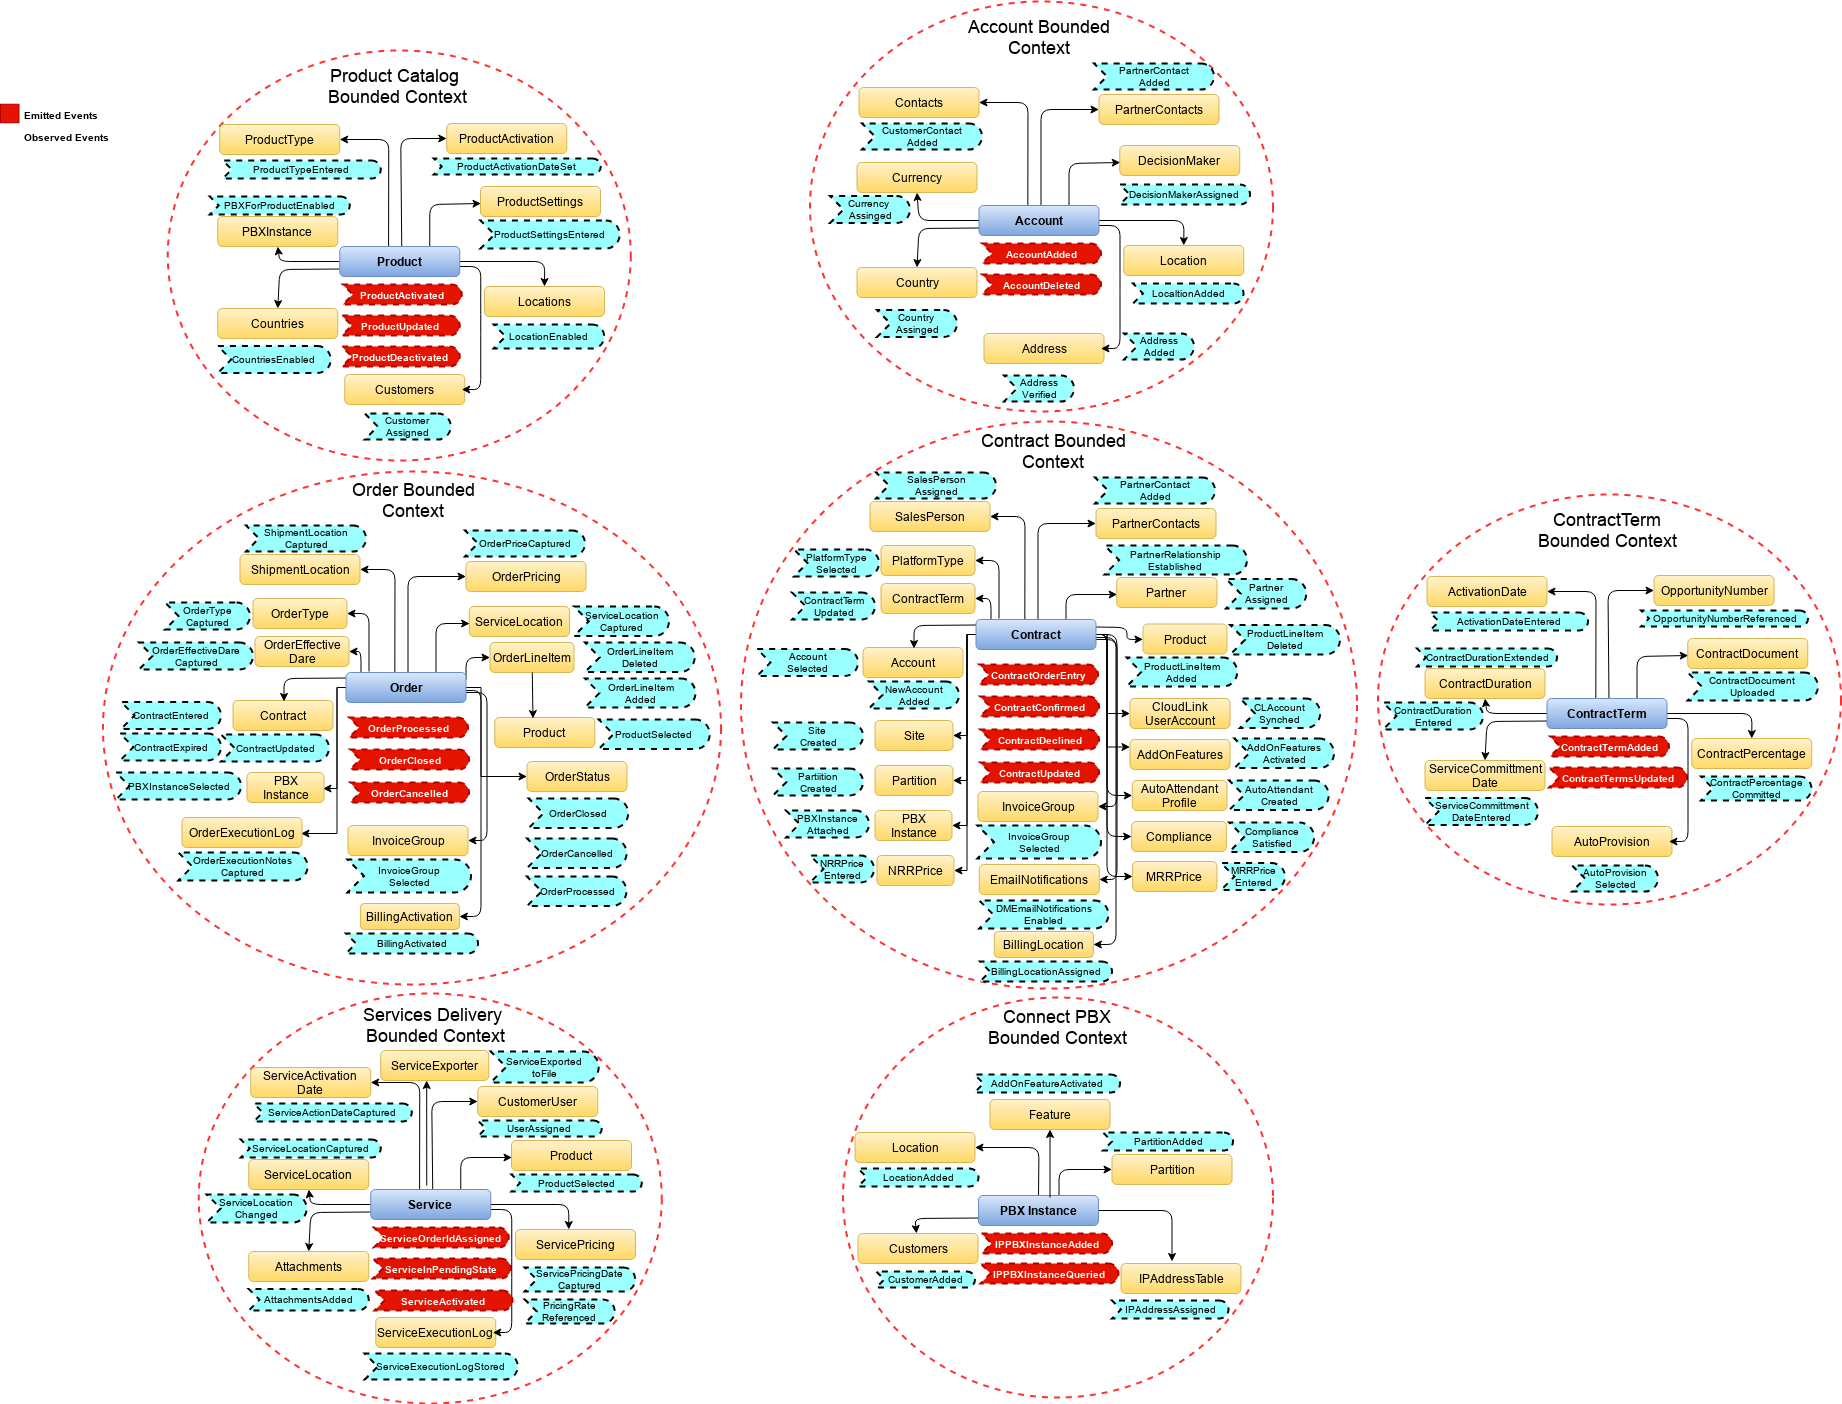 Emitted Events
Observed Events
Product Catalog
Bounded Context
ProductType
ProductTypeEntered
ProductActivation
ProductActivationDateSet
PBXForProductEnabled
PBXInstance
ProductSettings
ProductSettingsEntered
Product
ProductActivated
ProductUpdated
ProductDeactivated
Countries
CountriesEnabled
Locations
LocationEnabled
Customers
Customer
Assigned
Account Bounded
Context
PartnerContact
Added
Contacts
PartnerContacts
CustomerContact
Added
DecisionMaker
DecisionMakerAssigned
Currency
Currency
Assinged
Account
AccountAdded
AccountDeleted
Country
Country
Assinged
Location
LocaltionAdded
Address
Address
Added
Address
Verified
Order Bounded
Context
ShipmentLocation
Captured
ShipmentLocation
OrderPriceCaptured
OrderPricing
OrderType
Captured
OrderType
ServiceLocation
ServiceLocation
Captured
OrderEffectiveDare
Captured
OrderEffective
Dare
OrderLineItem
OrderLineItem
Deleted
OrderLineItem
Added
Order
OrderProcessed
OrderClosed
OrderCancelled
Contract
ContractEntered
ContractExpired
ContractUpdated
Product
ProductSelected
PBXInstanceSelected
PBX
Instance
OrderStatus
OrderClosed
OrderCancelled
OrderProcessed
OrderExecutionLog
OrderExecutionNotes
Captured
InvoiceGroup
InvoiceGroup
Selected
BillingActivation
BillingActivated
Contract Bounded
Context
SalesPerson
Assigned
SalesPerson
PartnerContact
Added
PartnerContacts
PlatformType
Selected
PlatformType
PartnerRelationship
Established
Partner
Partner
Assigned
ContractTerm
Updated
ContractTerm
Contract
ContractOrderEntry
ContractConfirmed
ContractDeclined
ContractUpdated
Product
ProductLineItem
Deleted
ProductLineItem
Added
Account
Selected
Account
NewAccount
Added
CloudLink
UserAccount
CLAccount
Synched
Site
Created
Site
AddOnFeatures
AddOnFeatures
Activated
Partiition
Created
Partition
AutoAttendant
Profile
AutoAttendant
Created
PBXInstance
Attached
PBX
Instance
InvoiceGroup
InvoiceGroup
Selected
Compliance
Compliance
Satisfied
NRRPrice
Entered
NRRPrice
EmailNotifications
DMEmailNotifications
Enabled
MRRPrice
MRRPrice
Entered
BillingLocation
BillingLocationAssigned
ContractTerm
Bounded Context
ActivationDate
ActivationDateEntered
OpportunityNumber
OpportunityNumberReferenced
ContractDurationExtended
ContractDuration
ContractDuration
Entered
ContractDocument
ContractDocument
Uploaded
ContractTerm
ContractTermAdded
ContractTermsUpdated
ServiceCommittment
Date
ServiceCommittment
DateEntered
ContractPercentage
ContractPercentage
Committed
AutoProvision
AutoProvision
Selected
Services Delivery
Bounded Context
ServiceActivation
Date
ServiceActionDateCaptured
ServiceExporter
ServiceExported
toFile
CustomerUser
UserAssigned
ServiceLocationCaptured
ServiceLocation
ServiceLocation
Changed
Product
ProductSelected
Service
ServiceOrderIdAssigned
ServiceInPendingState
ServiceActivated
Attachments
AttachmentsAdded
ServicePricing
ServicePricingDate
Captured
PricingRate
Referenced
ServiceExecutionLog
ServiceExecutionLogStored
Connect PBX
Bounded Context
AddOnFeatureActivated
Feature
Location
LocationAdded
PartitionAdded
Partition
PBX Instance
IPPBXInstanceAdded
IPPBXInstanceQueried
Customers
CustomerAdded
IPAddressTable
IPAddressAssigned